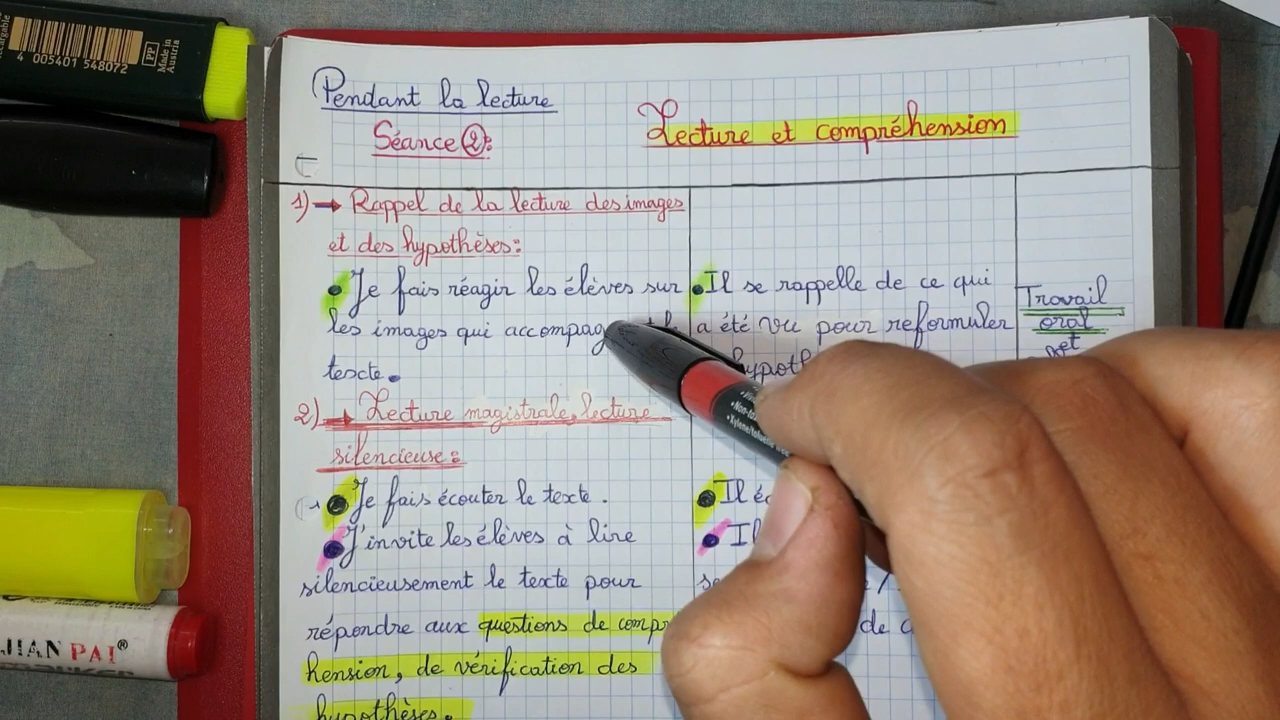 4 005401 548072
PP
Made in
Austria
Pendant la lecture
Séance 2:
Lecture et compréhension
1) → Rappel de la lecture des images
et des hypothèses:
• Je fais réagir les élèves sur
les images qui
texte.
• Il se rappelle de ce qui
a été vu pour reformuler
Travail
oral
et
2) → Lecture magistrale, lecture
silencieuse:
• Je fais écouter le texte.
• J'invite les élèves à lire
silencieusement le texte pour
répondre aux questions de
hension, de vérification des
hypothèses.
• Il
• Il
de
JIAN PAI®